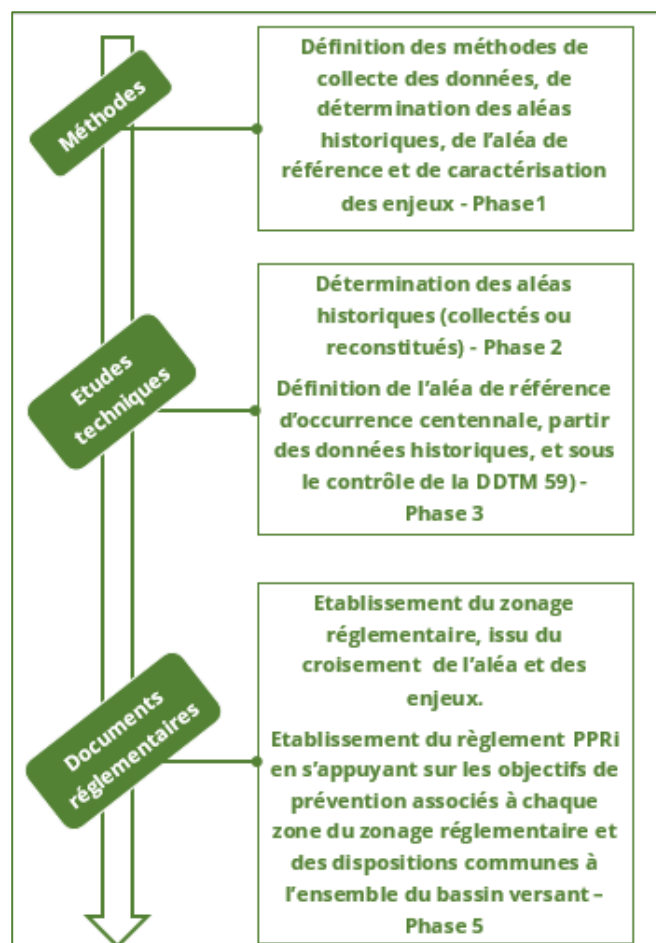 Méthodes
Définition des méthodes de
collecte des données, de
détermination des aléas
historiques, de l'aléa de
référence et de caractérisation
des enjeux - Phase1
Etudes
techniques
Détermination des aléas
historiques (collectés ou
reconstitués) - Phase 2
Définition de l'aléa de référence
d'occurrence centennale, partir
des données historiques, et sous
le contrôle de la DDTM 59) -
Phase 3
Documents
réglementaires
Etablissement du zonage
réglementaire, issu du
croisement de l'aléa et des
enjeux.
Etablissement du règlement PPRi
en s'appuyant sur les objectifs de
prévention associés à chaque
zone du zonage réglementaire et
des dispositions communes à
l'ensemble du bassin versant –
Phase 5